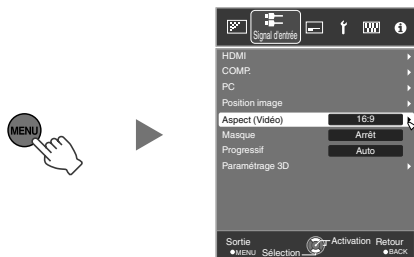 MENU
Signal d'entrée
HDMI
COMP.
PC
Position image
Aspect (Vidéo) 16:9
Masque Arrêt
Progressif Auto
Paramétrage 3D
Sortie Activation Retour
MENU Sélection BACK